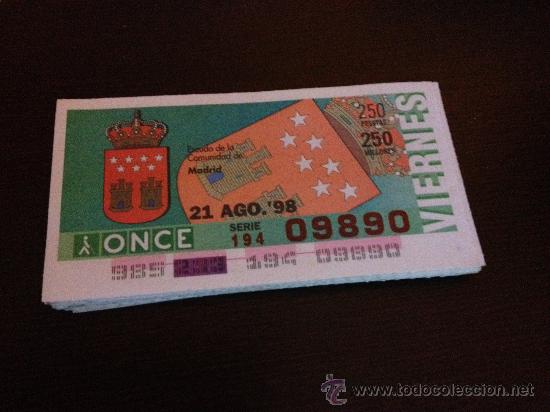 Escudo de la
Comunidad de
Madrid
250
PESETAS
250
MILLONES
VIERNES
21 AGO. '98
SERIE
194
09890
ONCE
194 09890
www.todocoleccion.net